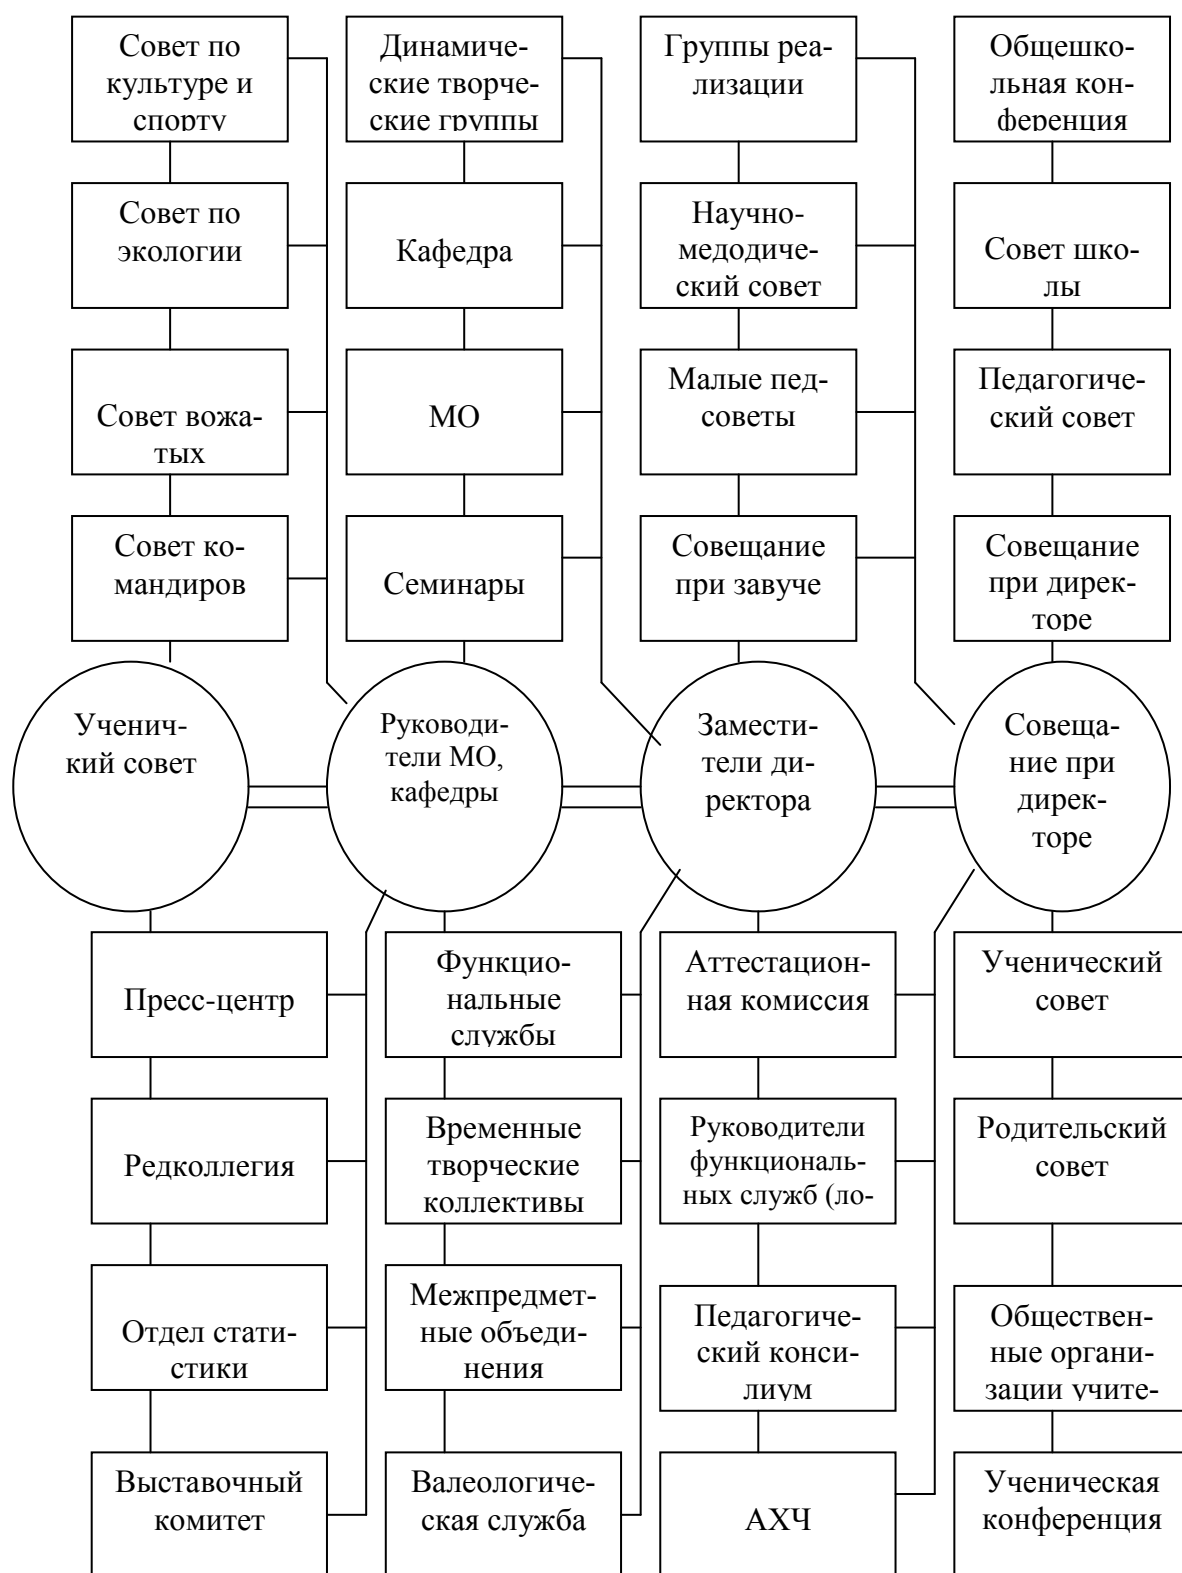 Совет по
культуре и
спорту
Динамиче-
ские творче-
ские группы
Группы реа-
лизации
Общешко-
льная кон-
ференция
Совет по
экологии
Кафедра
Научно-
медодиче-
ский совет
Совет шко-
лы
Совет вожа-
тых
МО
Малые пед-
советы
Педагогиче-
ский совет
Совет ко-
мандиров
Семинары
Совещание
при завуче
Совещание
при дирек-
торе
Ученич-
кий совет
Руководи-
тели МО,
кафедры
Замести-
тели ди-
ректора
Совеща-
ние при
дирек-
торе
Пресс-центр
Функцио-
нальные
службы
Аттестацион-
ная комиссия
Ученический
совет
Редколлегия
Временные
творческие
коллективы
Руководители
функциональ-
ных служб (ло-
Родительский
совет
Отдел стати-
стики
Межпредмет-
ные объеди-
нения
Педагогиче-
ский конси-
лиум
Обществен-
ные органи-
зации учите-
Выставочный
комитет
Валеологиче-
ская служба
АХЧ
Ученическая
конференция